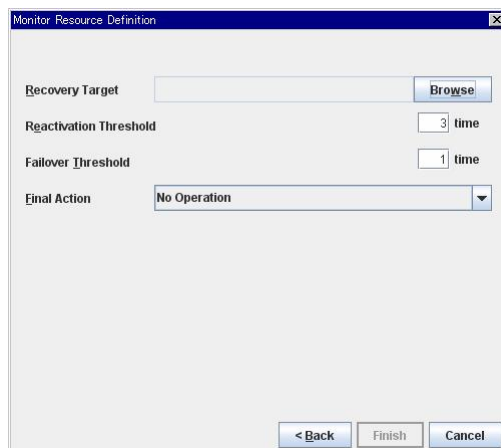 Monitor Resource Definition
Recovery Target Browse
Reactivation Threshold 3 time
Failover Threshold 1 time
Final Action No Operation
< Back Finish Cancel